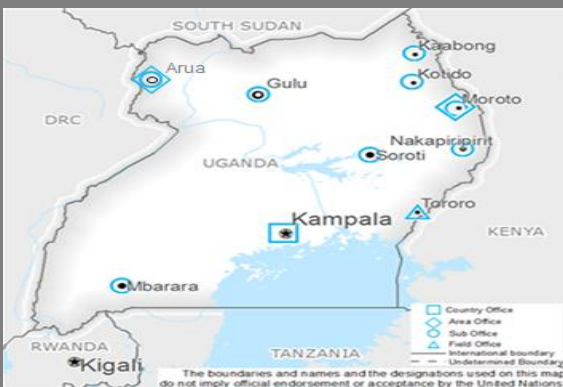 SOUTH SUDAN
Kaabong
Arua
Kotido
Gulu
Moroto
DRC
Nakapiripirit
UGANDA
Soroti
Tororo
Kampala
KENYA
Mbarara
Country Office
Area Office
Sub Office
Field Office
International boundary
Undetermined Boundary
RWANDA
TANZANIA
Kigali
The boundaries and names and the designations used on this map
do not imply official endorsement or acceptance by the United Nations